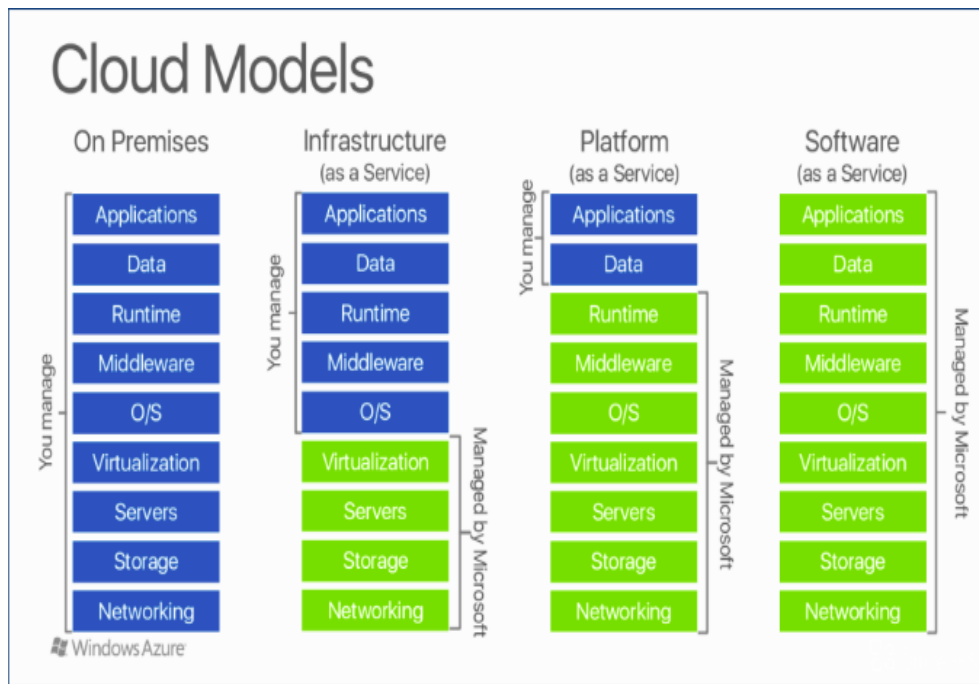 Cloud Models
On Premises
You manage
Applications
Data
Runtime
Middleware
O/S
Virtualization
Servers
Storage
Networking
Infrastructure
(as a Service)
You manage
Applications
Data
Runtime
Middleware
O/S
Virtualization
Servers
Storage
Networking
Managed by Microsoft
Platform
(as a Service)
You manage
Applications
Data
Runtime
Middleware
O/S
Virtualization
Servers
Storage
Networking
Managed by Microsoft
Software
(as a Service)
Applications
Data
Runtime
Middleware
O/S
Virtualization
Servers
Storage
Networking
Managed by Microsoft
Windows Azure